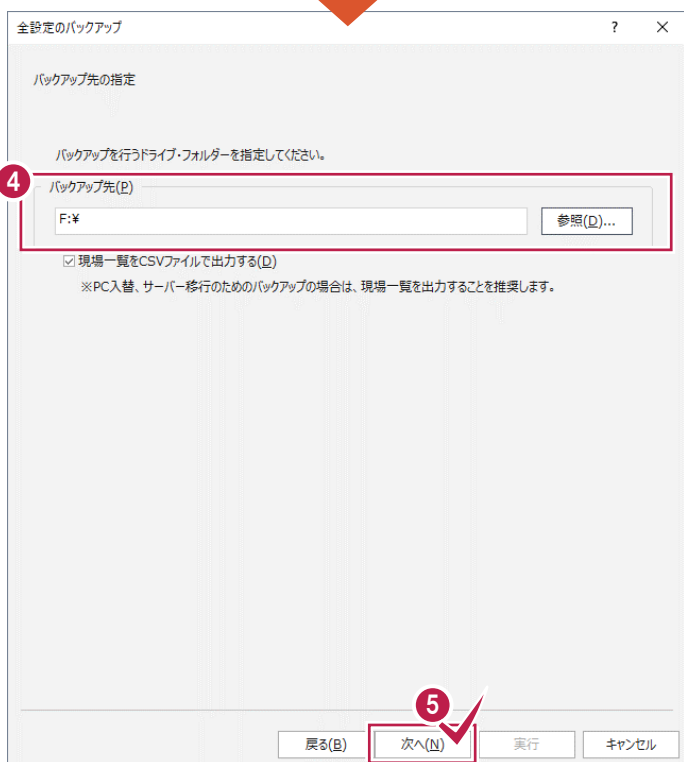 全設定のバックアップ
? ×
バックアップ先の指定
バックアップを行うドライブ・フォルダーを指定してください。
4
バックアップ先(P)
F:¥
参照(D)...
現場一覧をCSVファイルで出力する(D)
※PC入替、サーバー移行のためのバックアップの場合は、現場一覧を出力することを推奨します。
5
戻る(B) 次へ(N) 実行 キャンセル